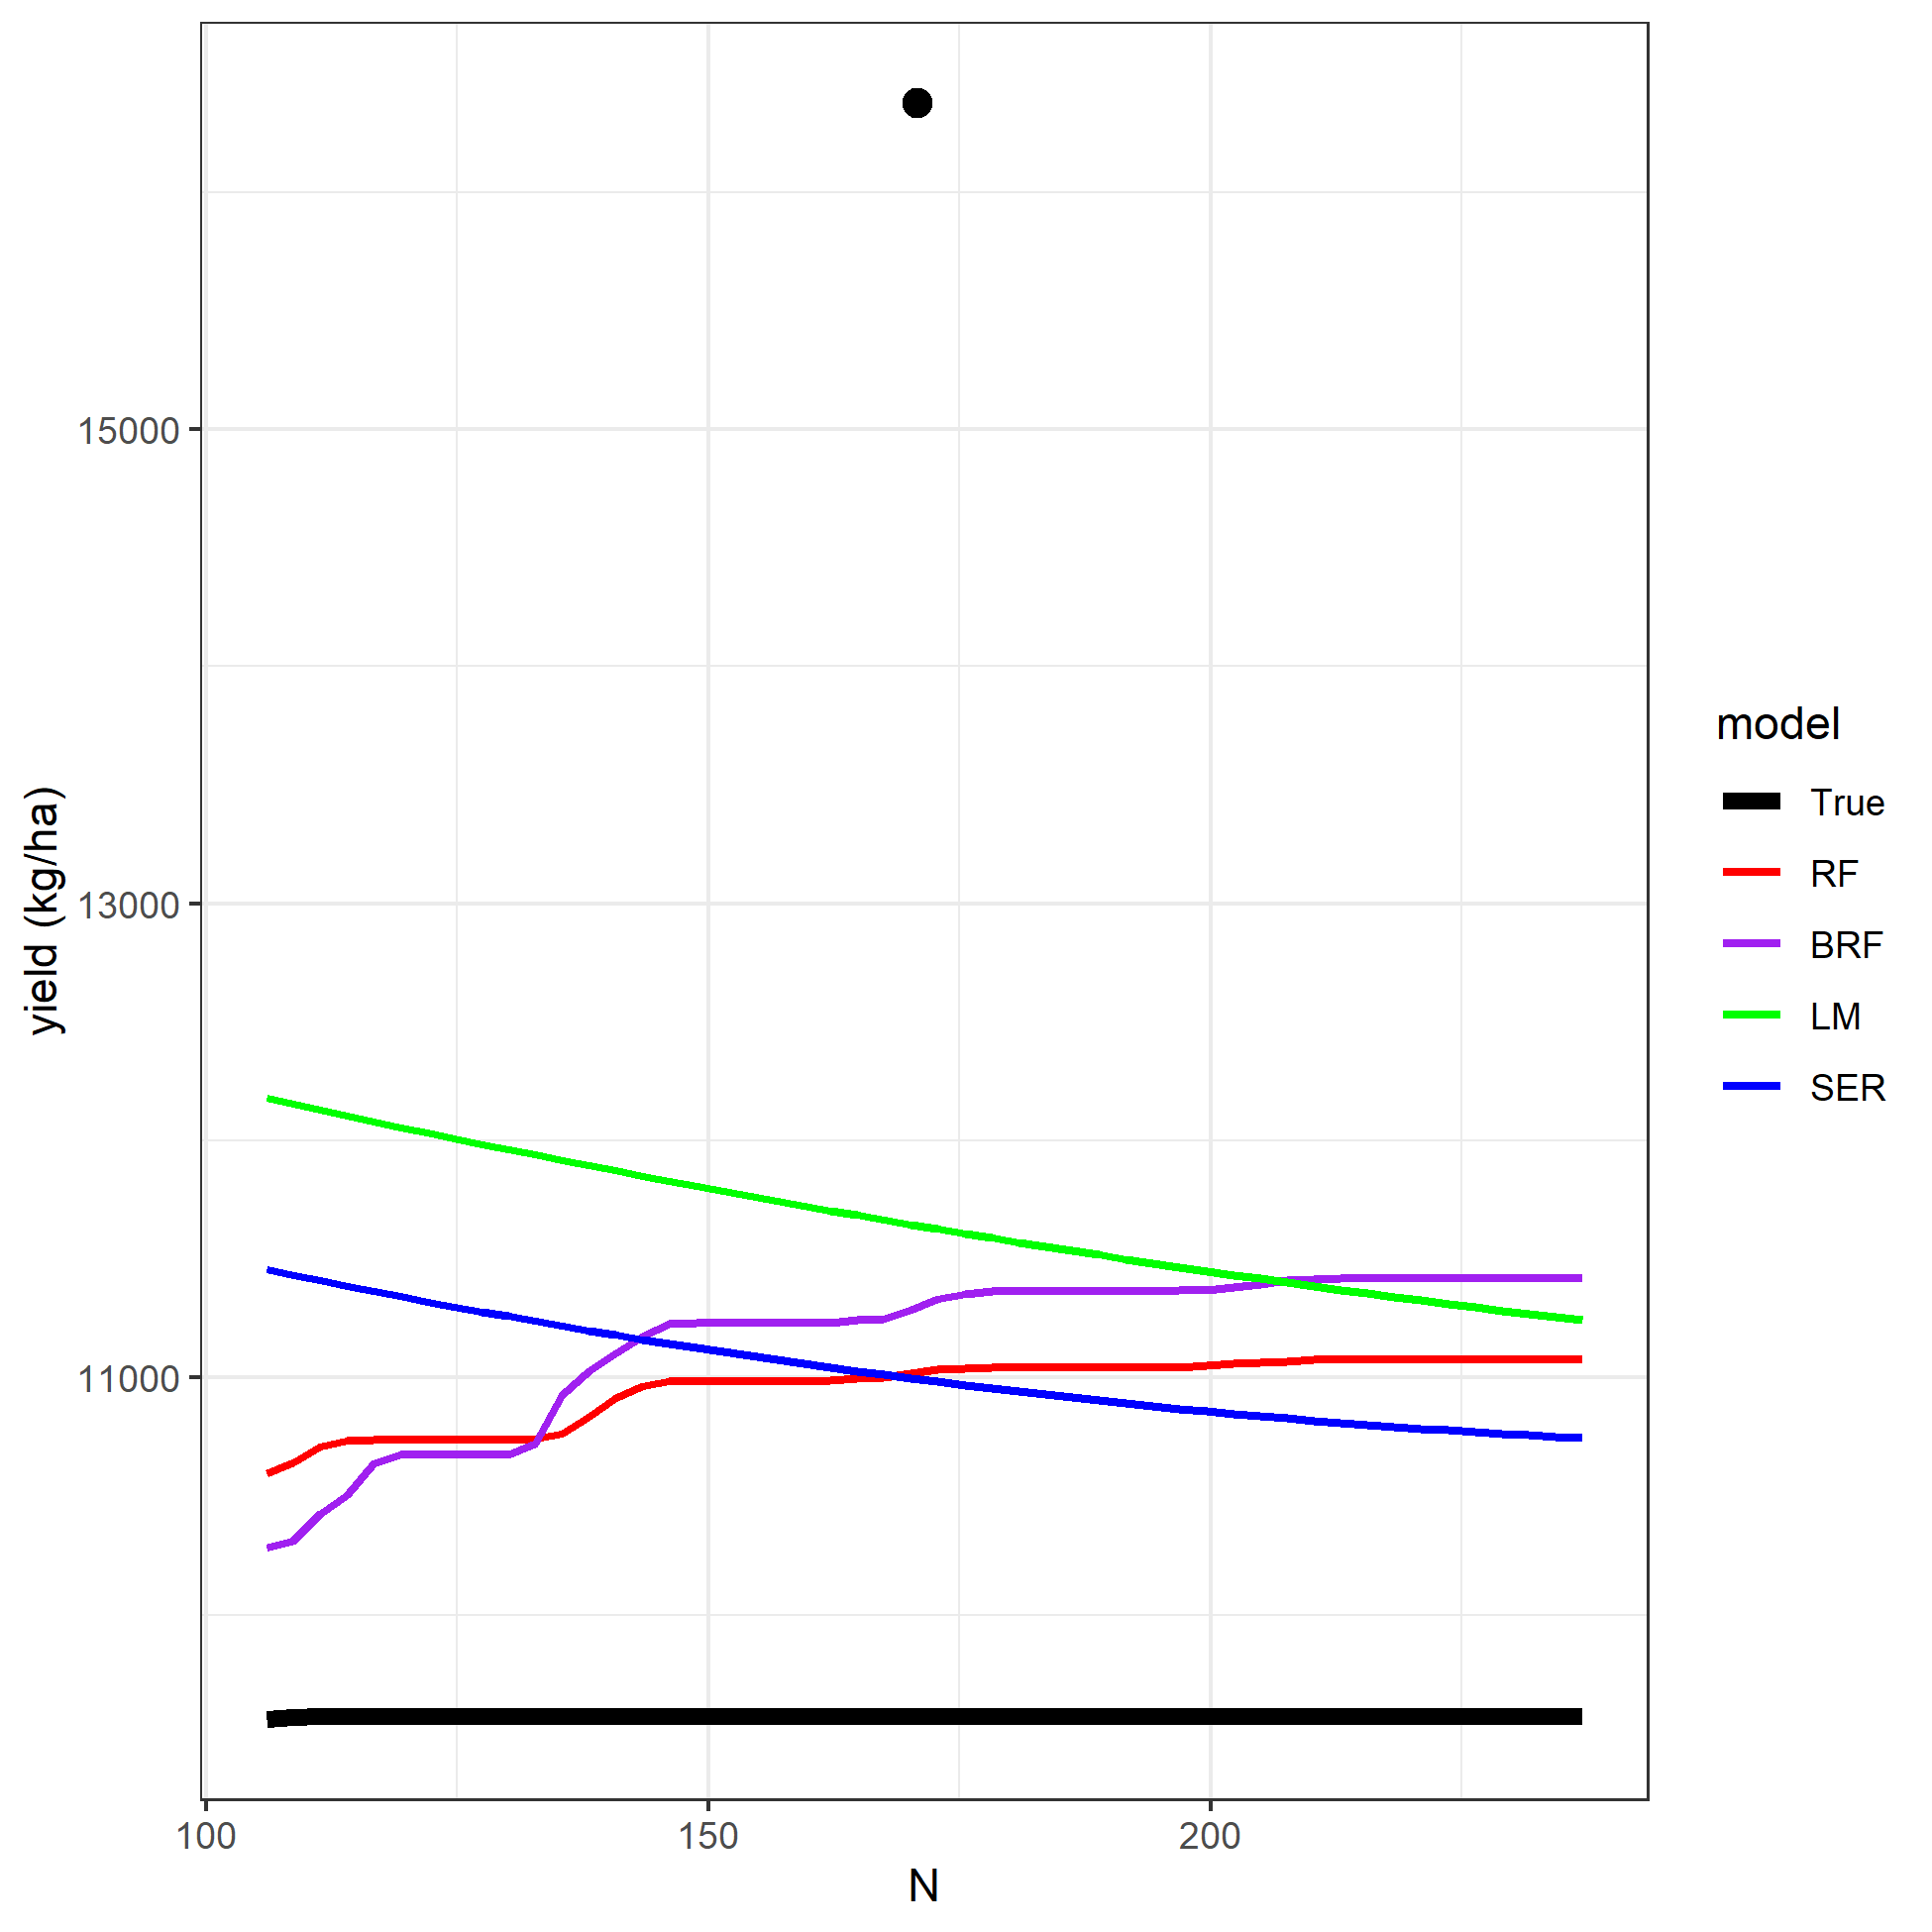 15000
13000
11000
yield (kg/ha)
100
150
200
N
model
True
RF
BRF
LM
SER